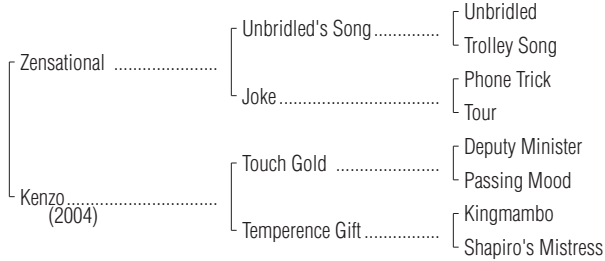 Unbridled
Unbridled's Song..............
Trolley Song
Zensational ......................
Phone Trick
Joke..................................
Tour
Deputy Minister
Touch Gold ......................
Passing Mood
Kenzo................................
(2004)
Kingmambo
Temperence Gift................
Shapiro's Mistress